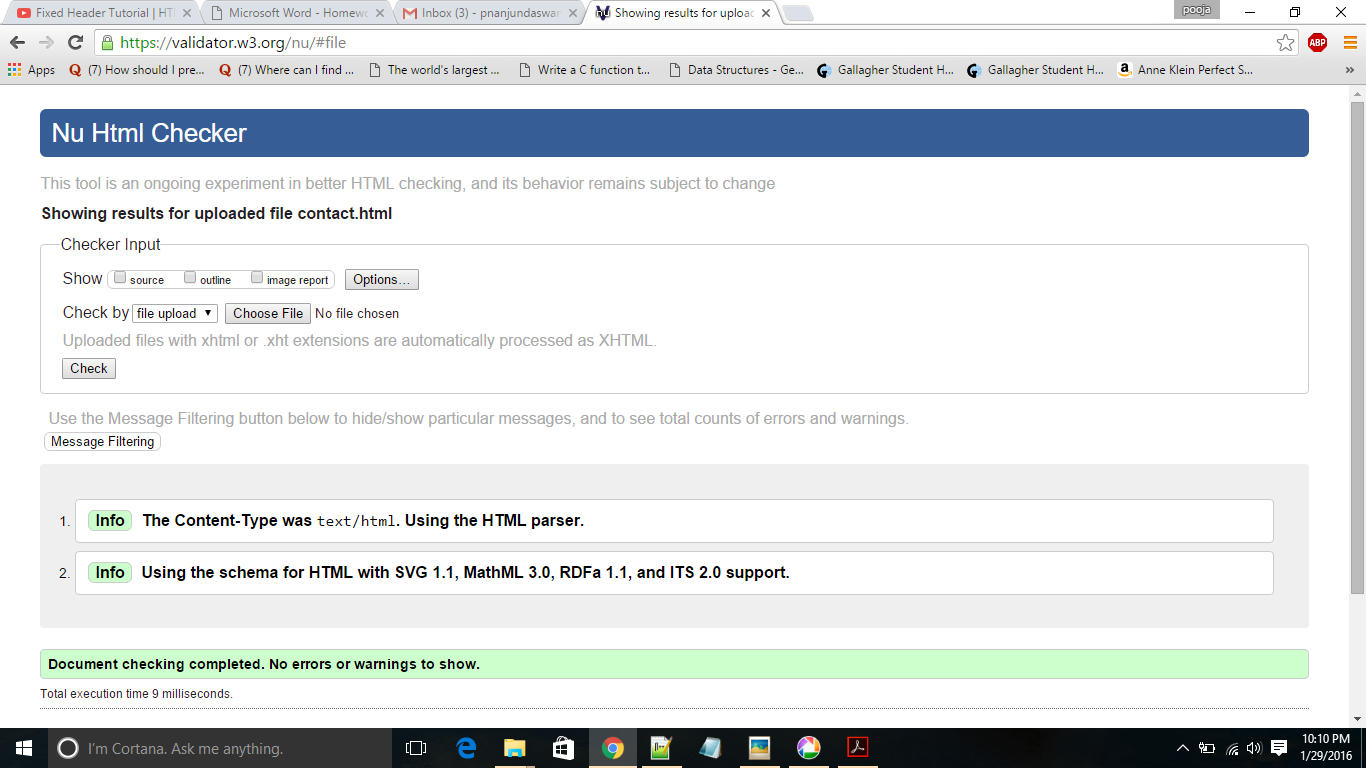 Fixed Header Tutorial | HT
Microsoft Word - Homewo
Inbox (3) - pnanjundaswar
Showing results for uploac
pooja
https://validator.w3.org/nu/#file
ABP
Apps
(7) How should I pre...
(7) Where can I find ...
The world's largest ...
Write a C function t...
Data Structures - Ge...
Gallagher Student H...
Gallagher Student H...
Anne Klein Perfect S...
»
Nu Html Checker
This tool is an ongoing experiment in better HTML checking, and its behavior remains subject to change
Showing results for uploaded file contact.html
Checker Input
Show source outline image report Options...
Check by file upload Choose File No file chosen
Uploaded files with xhtml or .xht extensions are automatically processed as XHTML.
Check
Use the Message Filtering button below to hide/show particular messages, and to see total counts of errors and warnings.
Message Filtering
1. Info The Content-Type was text/html. Using the HTML parser.
2. Info Using the schema for HTML with SVG 1.1, MathML 3.0, RDFa 1.1, and ITS 2.0 support.
Document checking completed. No errors or warnings to show.
Total execution time 9 milliseconds.
I'm Cortana. Ask me anything.
10:10 PM
1/29/2016